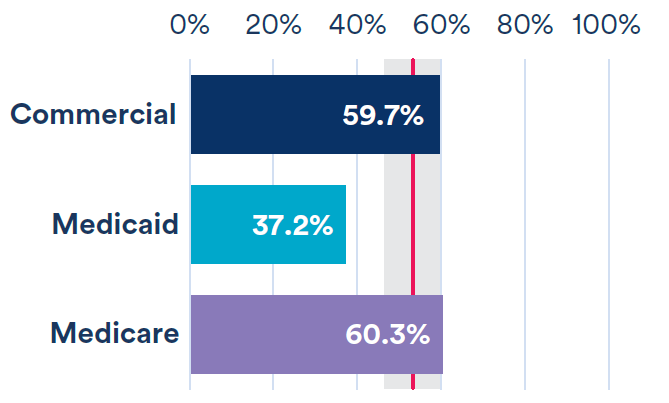 0% 20% 40% 60% 80% 100%
Commercial 59.7%
Medicaid 37.2%
Medicare 60.3%